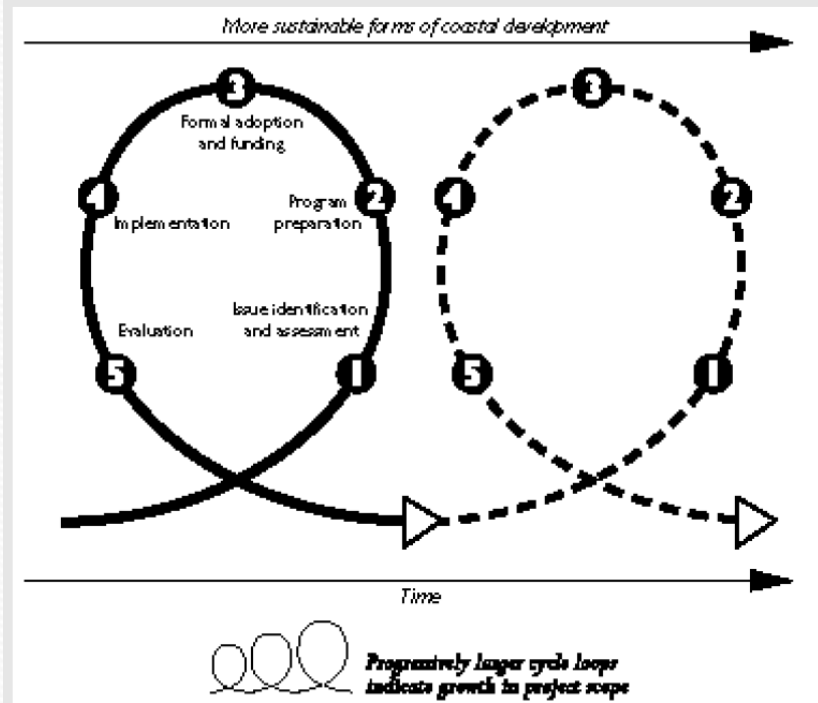 More sustainable forms of coastal development
3
Formal adoption
and funding
4
Implementation
Program
preparation
2
Evaluation
Issue identification
and assessment
5
1
3
4
2
5
1
Time
Progressively larger cycle loops
indicate growth in project scope